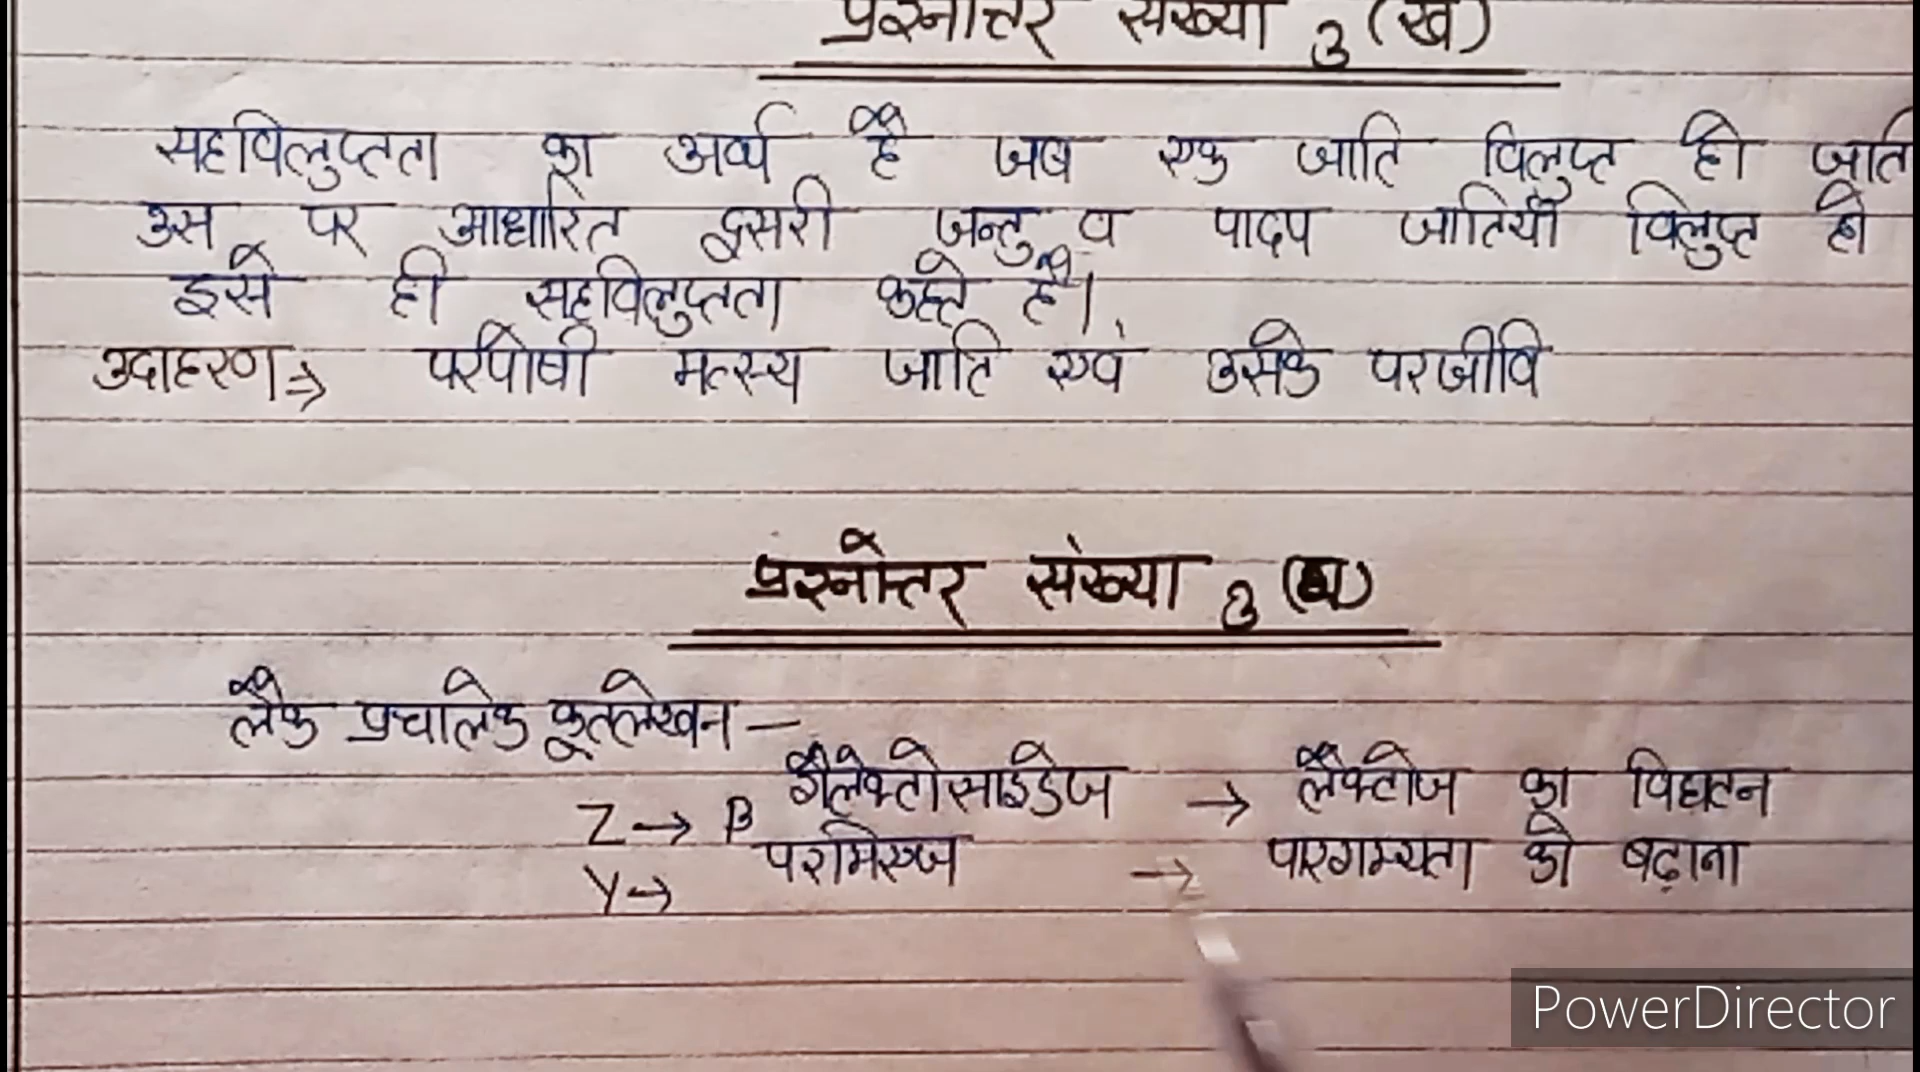 प्रश्नोत्तर संख्या 3 (ख)
सहविलुप्तता का अर्थ है जब एक जाति विलुप्त हो जाति
उस पर आधारित दूसरी जन्तु व पादप जातियाँ विलुप्त हो
इसे ही सहविलुप्तता कहते हैं।
उदाहरण⇒ परपोषी मत्स्य जाति एवं उसके परजीवि
प्रश्नोत्तर संख्या 3
लैक प्रचालेक कूतलेखन –
Z → β गैलेक्टोसाइडेज → लैक्टोज का विघटन
Y → परमिएज → पारगम्यता को बढ़ाना
PowerDirector